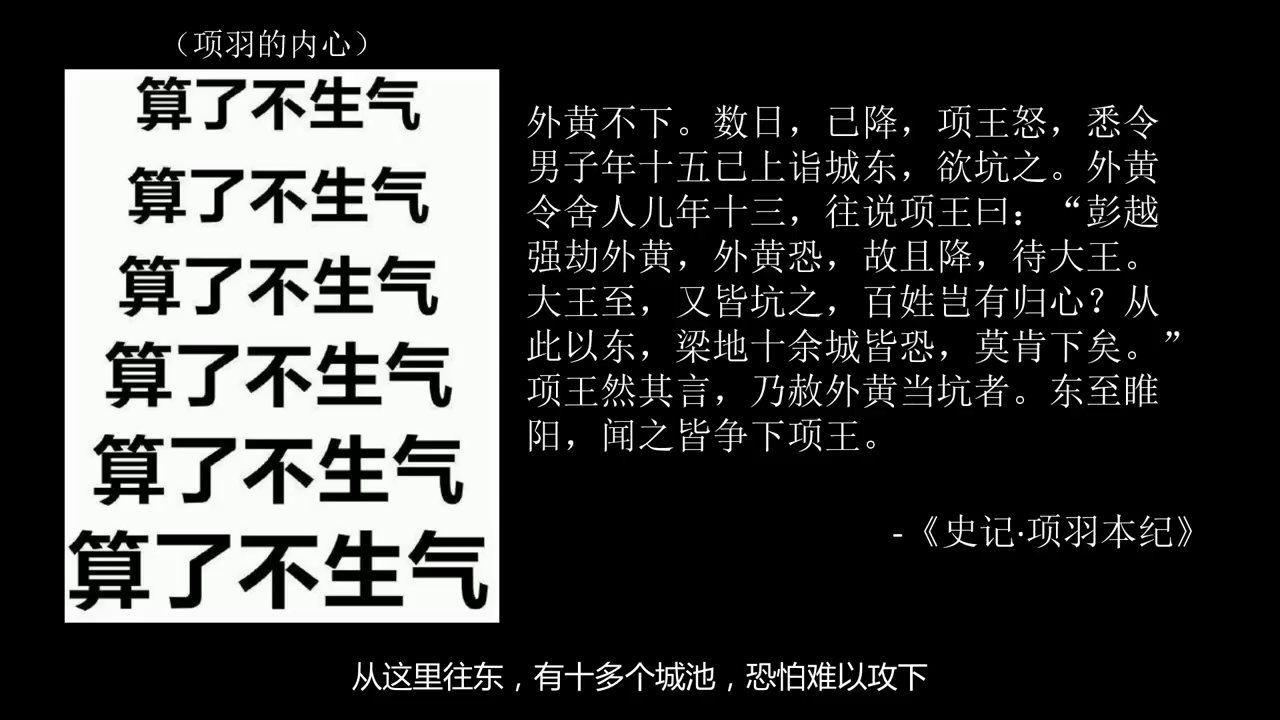 （项羽的内心）
算了不生气
算了不生气
算了不生气
算了不生气
算了不生气
算了不生气
外黄不下。数日，已降，项王怒，悉令
男子年十五已上诣城东，欲坑之。外黄
令舍人儿年十三，往说项王曰：“彭越
强劫外黄，外黄恐，故且降，待大王。
大王至，又皆坑之，百姓岂有归心？从
此以东，梁地十余城皆恐，莫肯下矣。”
项王然其言，乃赦外黄当坑者。东至睢
阳，闻之皆争下项王。
-《史记·项羽本纪》
从这里往东，有十多个城池，恐怕难以攻下